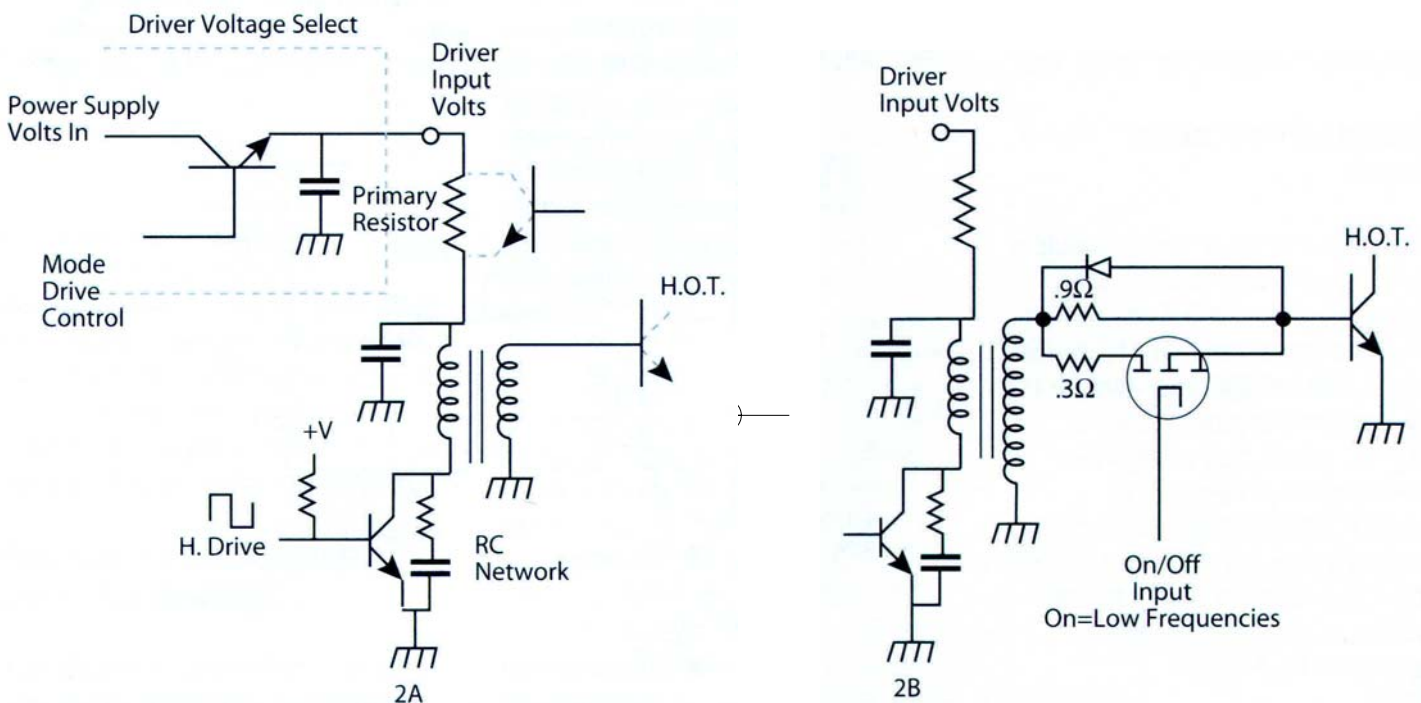 Driver Voltage Select
Driver
Input
Volts
Power Supply
Volts In
Primary
Resistor
Mode
Drive
Control
H.O.T.
+V
H. Drive
RC
Network
2A
Driver
Input Volts
H.O.T.
.9Ω
.3Ω
On/Off
Input
On=Low Frequencies
2B